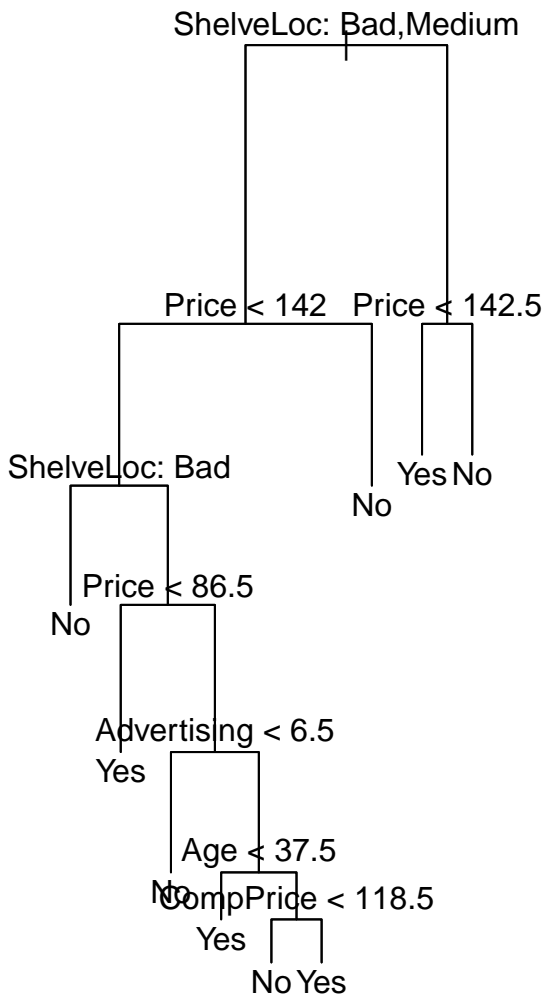 ShelveLoc: Bad,Medium
Price < 142
Price < 142.5
ShelveLoc: Bad
Yes
No
No
Price < 86.5
No
Advertising < 6.5
Yes
Age < 37.5
No
CompPrice < 118.5
Yes
No
Yes